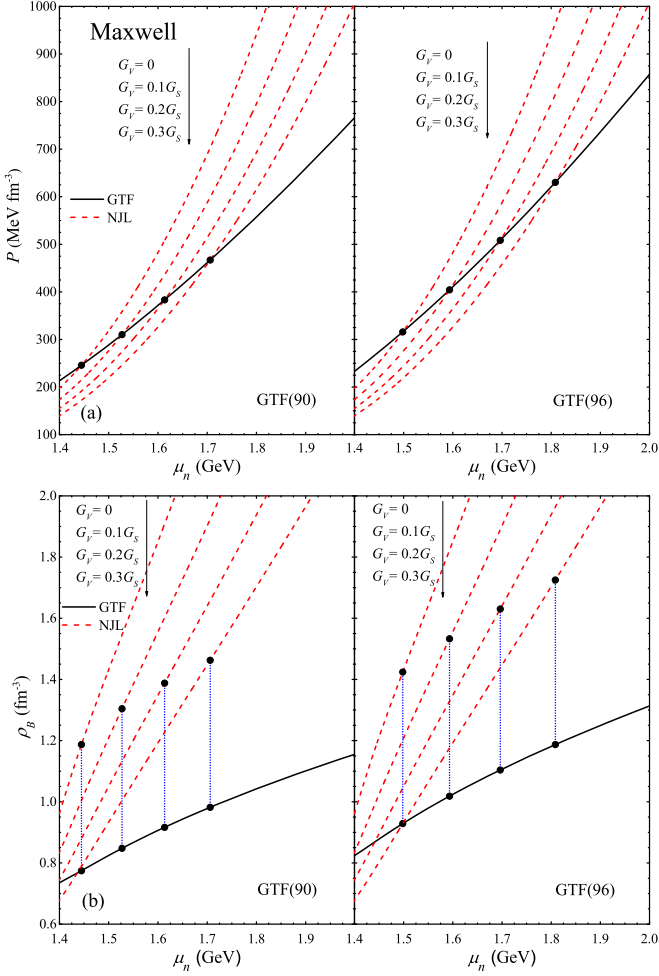 Maxwell
G_V = 0
G_V = 0.1G_S
G_V = 0.2G_S
G_V = 0.3G_S
G_V = 0
G_V = 0.1G_S
G_V = 0.2G_S
G_V = 0.3G_S
1000
900
800
700
600
500
400
300
200
100
P (MeV fm⁻³)
GTF
NJL
(a)
GTF(90)
GTF(96)
1.4 1.5 1.6 1.7 1.8 1.9 1.4 1.5 1.6 1.7 1.8 1.9 2.0
μ_n (GeV) μ_n (GeV)
G_V = 0
G_V = 0.1G_S
G_V = 0.2G_S
G_V = 0.3G_S
G_V = 0
G_V = 0.1G_S
G_V = 0.2G_S
G_V = 0.3G_S
2.0
1.8
1.6
1.4
1.2
1.0
0.8
0.6
ρ_B (fm⁻³)
GTF
NJL
(b)
GTF(90)
GTF(96)
1.4 1.5 1.6 1.7 1.8 1.9 1.4 1.5 1.6 1.7 1.8 1.9 2.0
μ_n (GeV) μ_n (GeV)